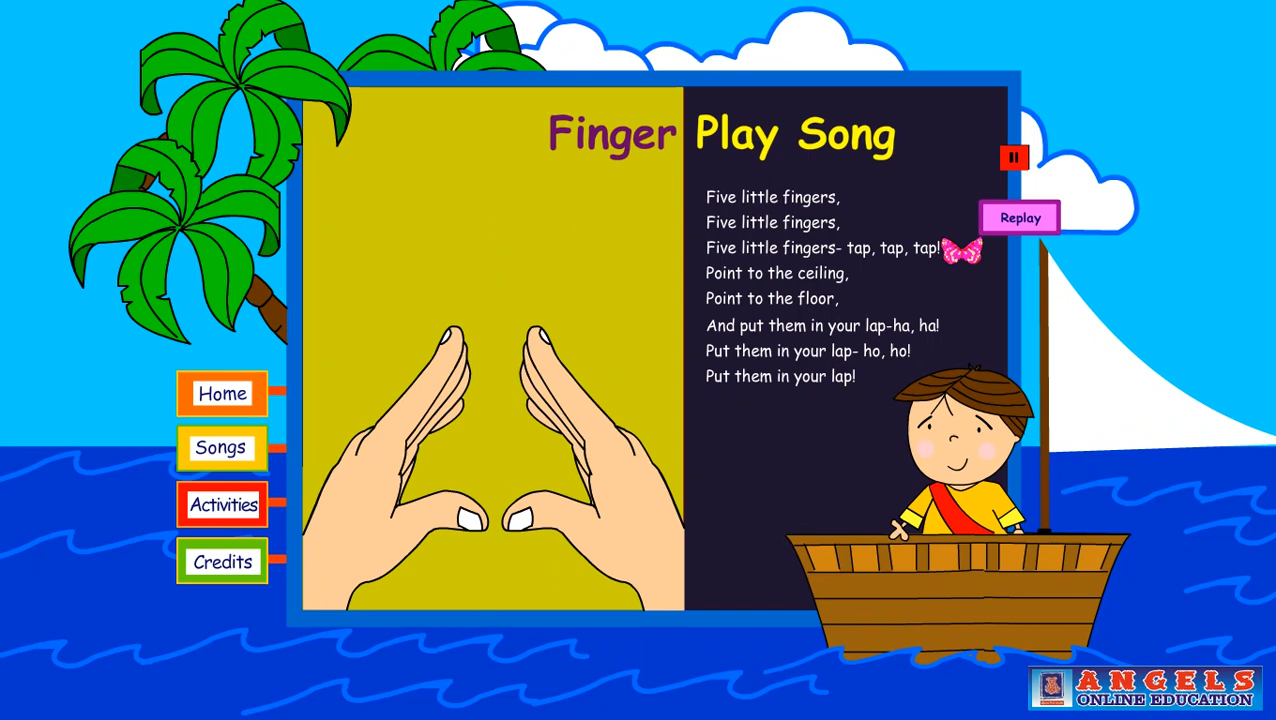 Finger Play Song
Five little fingers,
Five little fingers,
Five little fingers- tap, tap, tap!
Point to the ceiling,
Point to the floor,
And put them in your lap-ha, ha!
Put them in your lap- ho, ho!
Put them in your lap!
Replay
Home
Songs
Activities
Credits
ANGELS
ONLINE EDUCATION